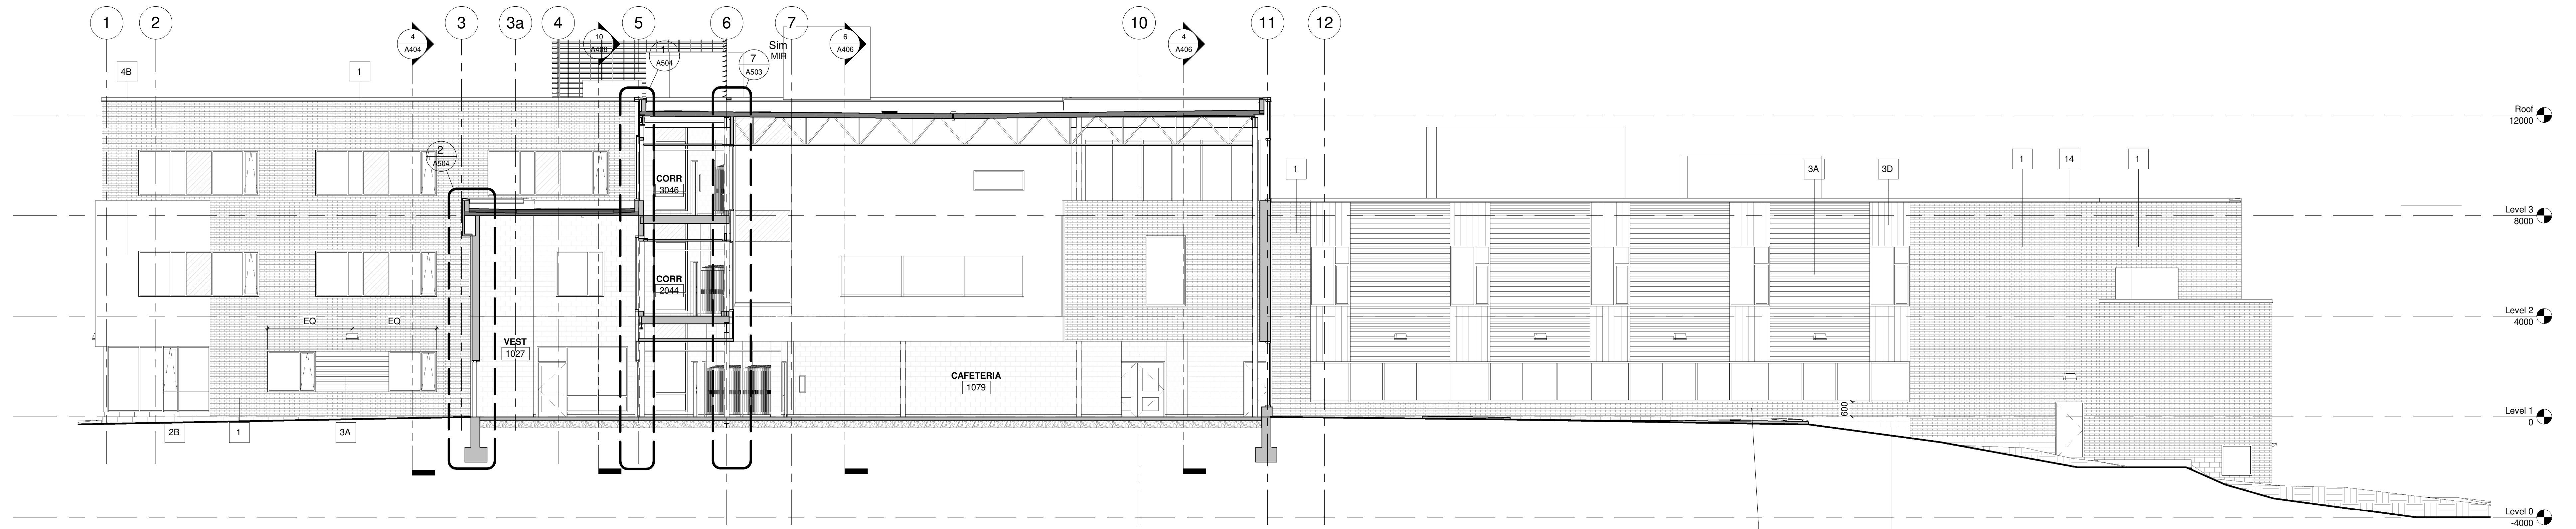 1
2
3
3a
4
5
6
7
10
11
12
4
A404
10
A406
1
A504
7
A503
Sim
MIR
6
A406
4
A406
4B
1
2
A504
Roof
12000
CORR
3046
1
3A
3D
1
14
1
Level 3
8000
CORR
2044
EQ
EQ
Level 2
4000
VEST
1027
CAFETERIA
1079
600
Level 1
0
2B
1
3A
Level 0
-4000